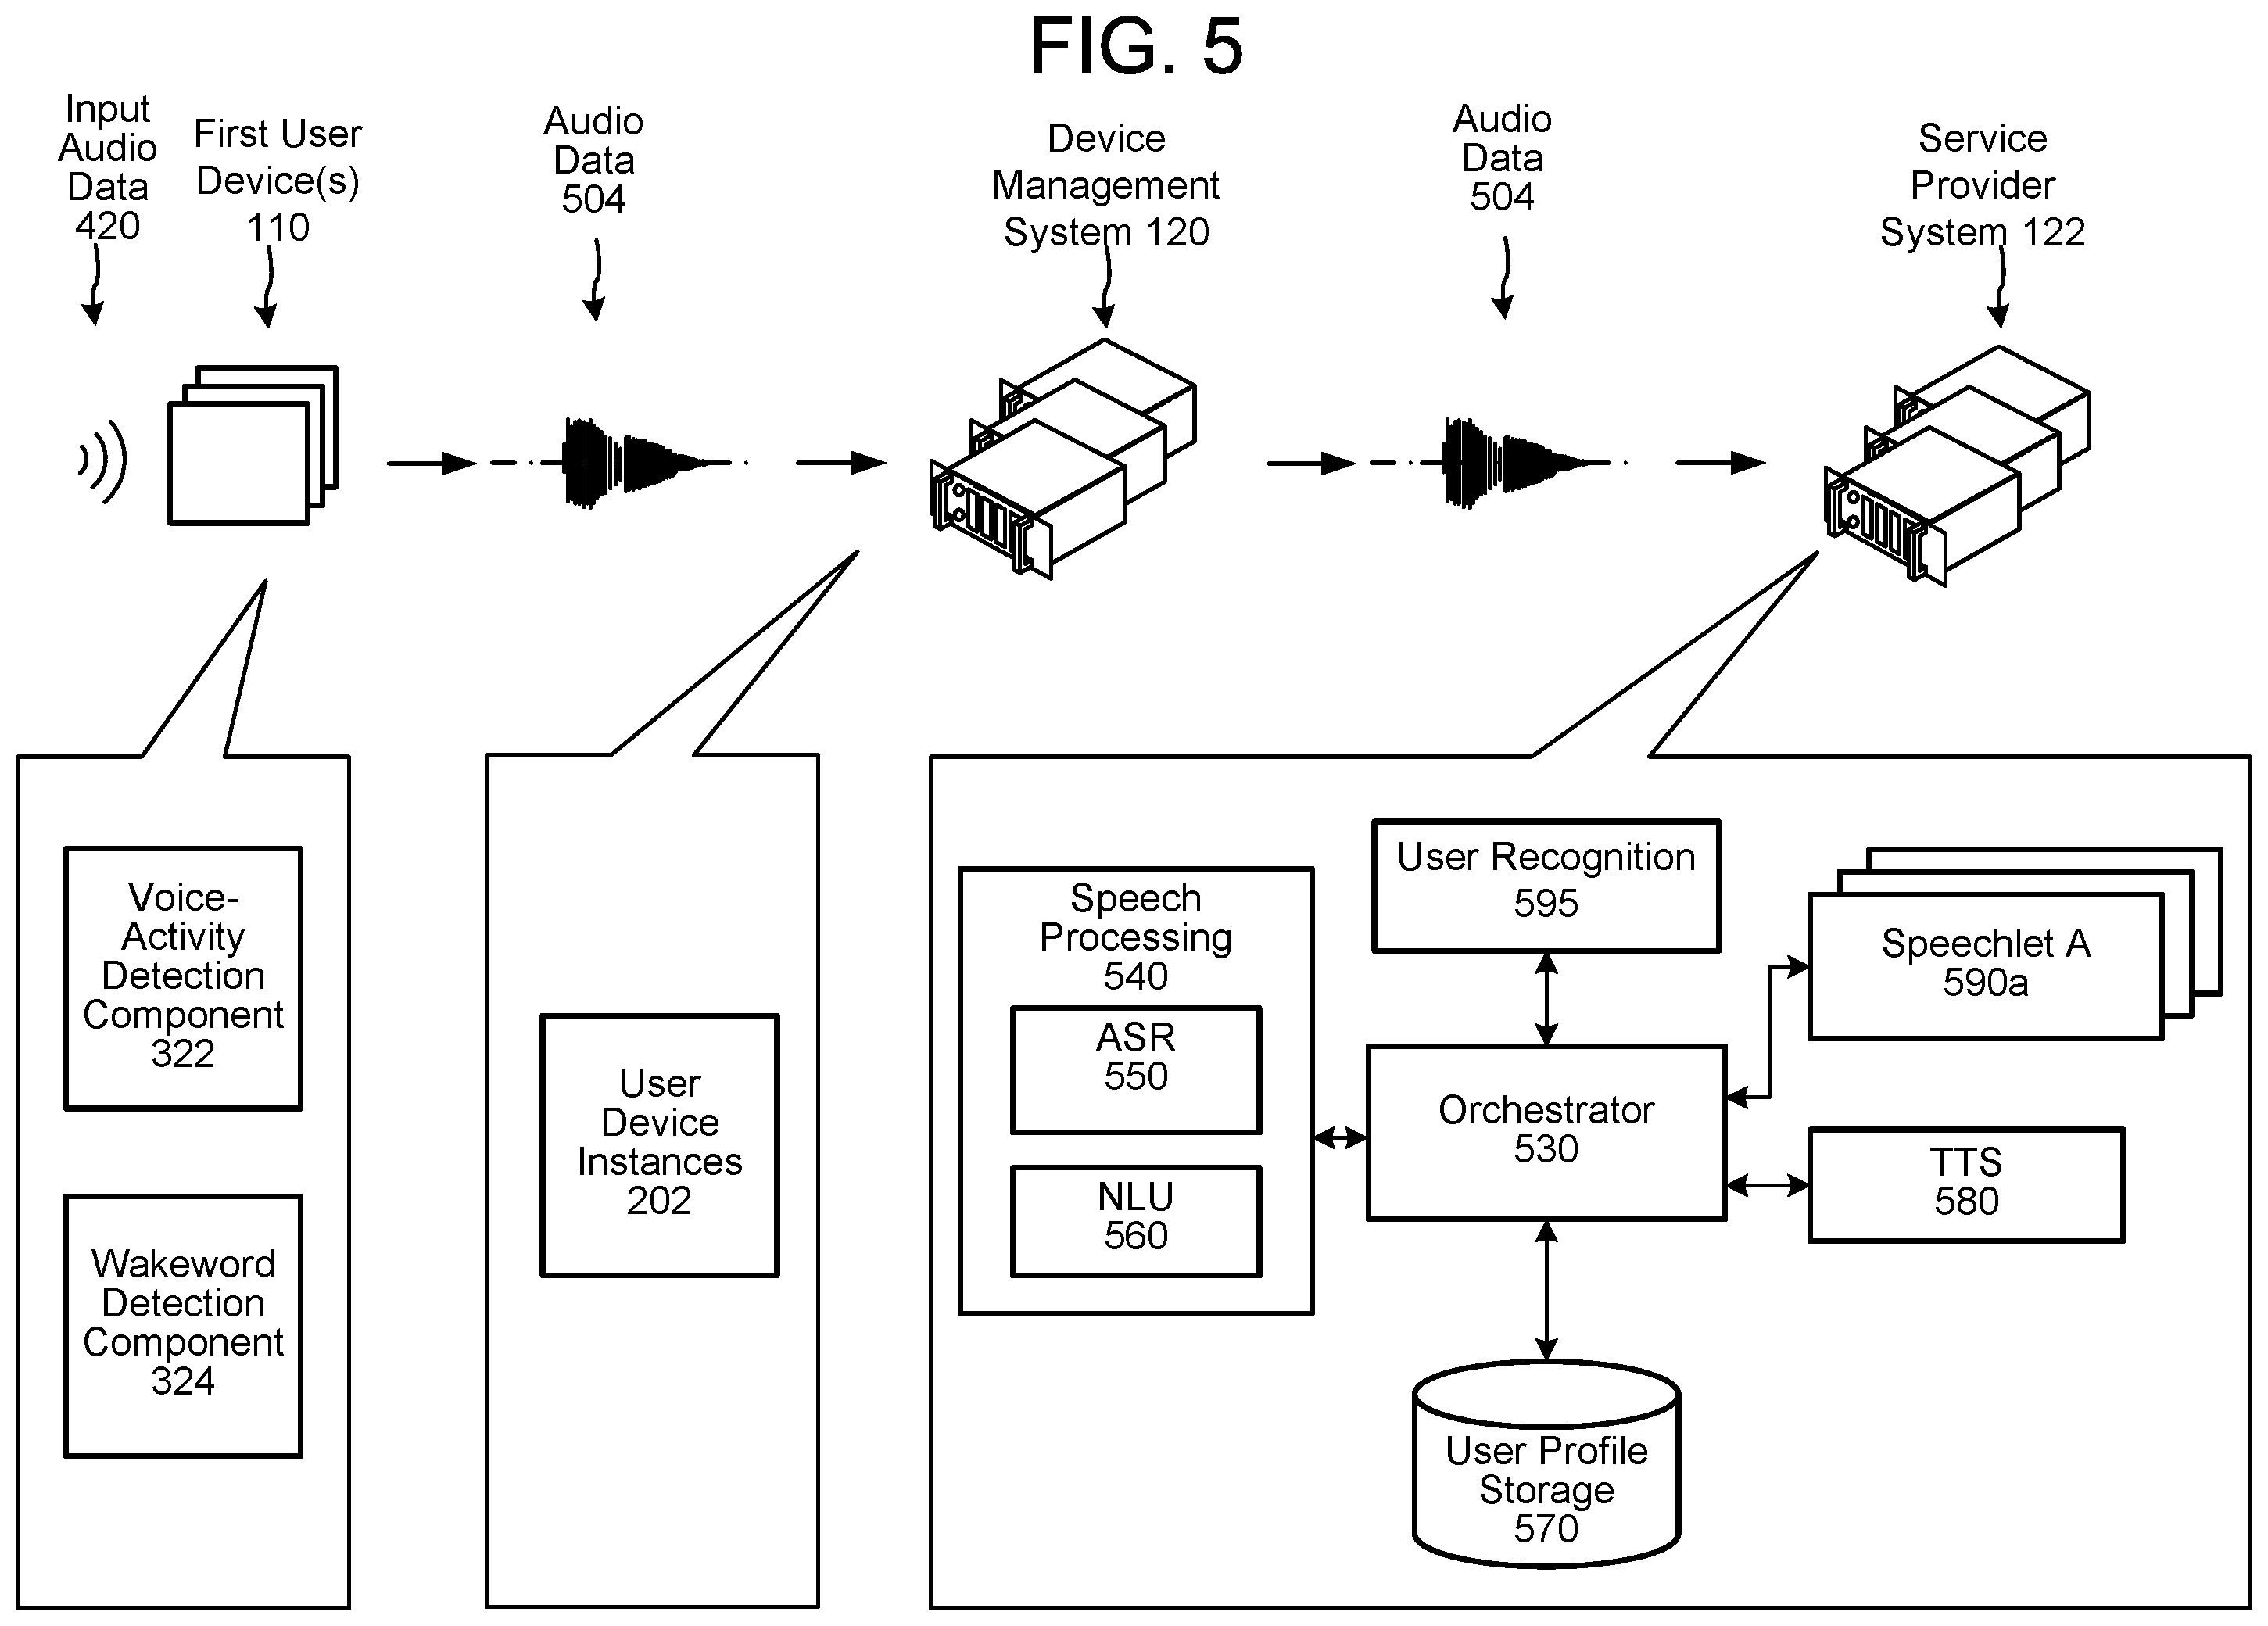 FIG. 5
Input
Audio
Data
420
First User
Device(s)
110
Audio
Data
504
Device
Management
System 120
Audio
Data
504
Service
Provider
System 122
Voice-
Activity
Detection
Component
322
Wakeword
Detection
Component
324
User
Device
Instances
202
Speech
Processing
540
ASR
550
NLU
560
User Recognition
595
Orchestrator
530
Speechlet A
590a
TTS
580
User Profile
Storage
570